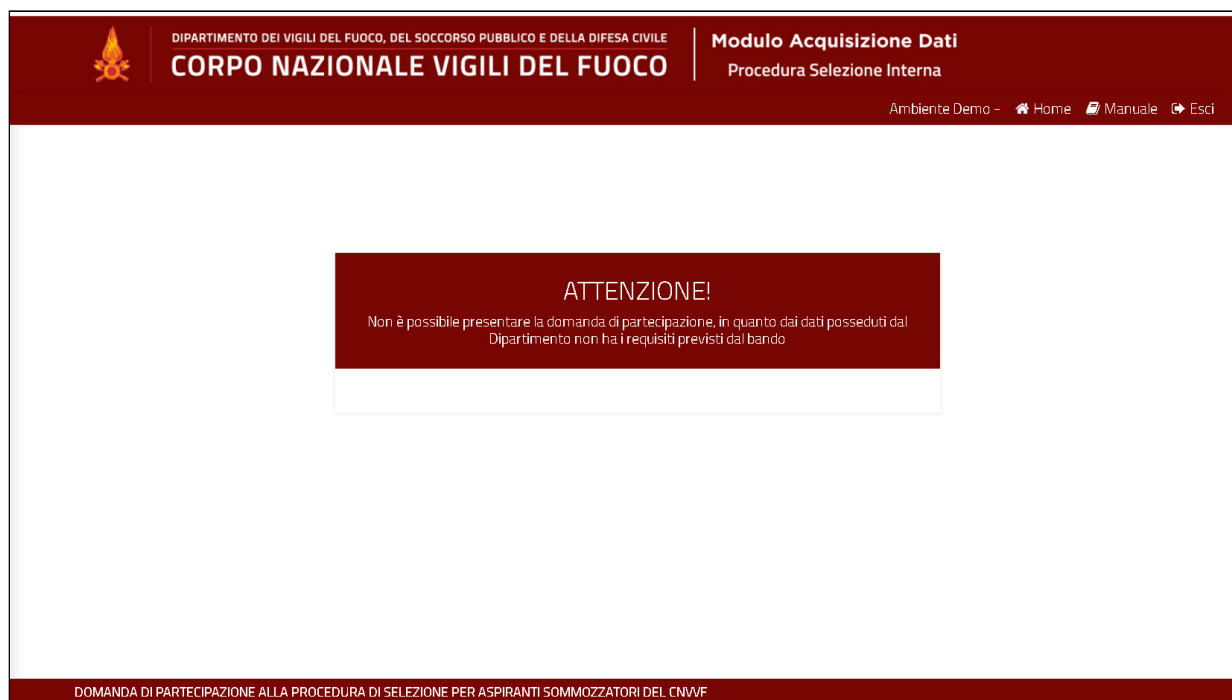 DIPARTIMENTO DEI VIGILI DEL FUOCO, DEL SOCCORSO PUBBLICO E DELLA DIFESA CIVILE
CORPO NAZIONALE VIGILI DEL FUOCO
Modulo Acquisizione Dati
Procedura Selezione Interna
Ambiente Demo - Home Manuale Esci
ATTENZIONE!
Non è possibile presentare la domanda di partecipazione, in quanto dai dati posseduti dal
Dipartimento non ha i requisiti previsti dal bando
DOMANDA DI PARTECIPAZIONE ALLA PROCEDURA DI SELEZIONE PER ASPIRANTI SOMMOZZATORI DEL CNVVF